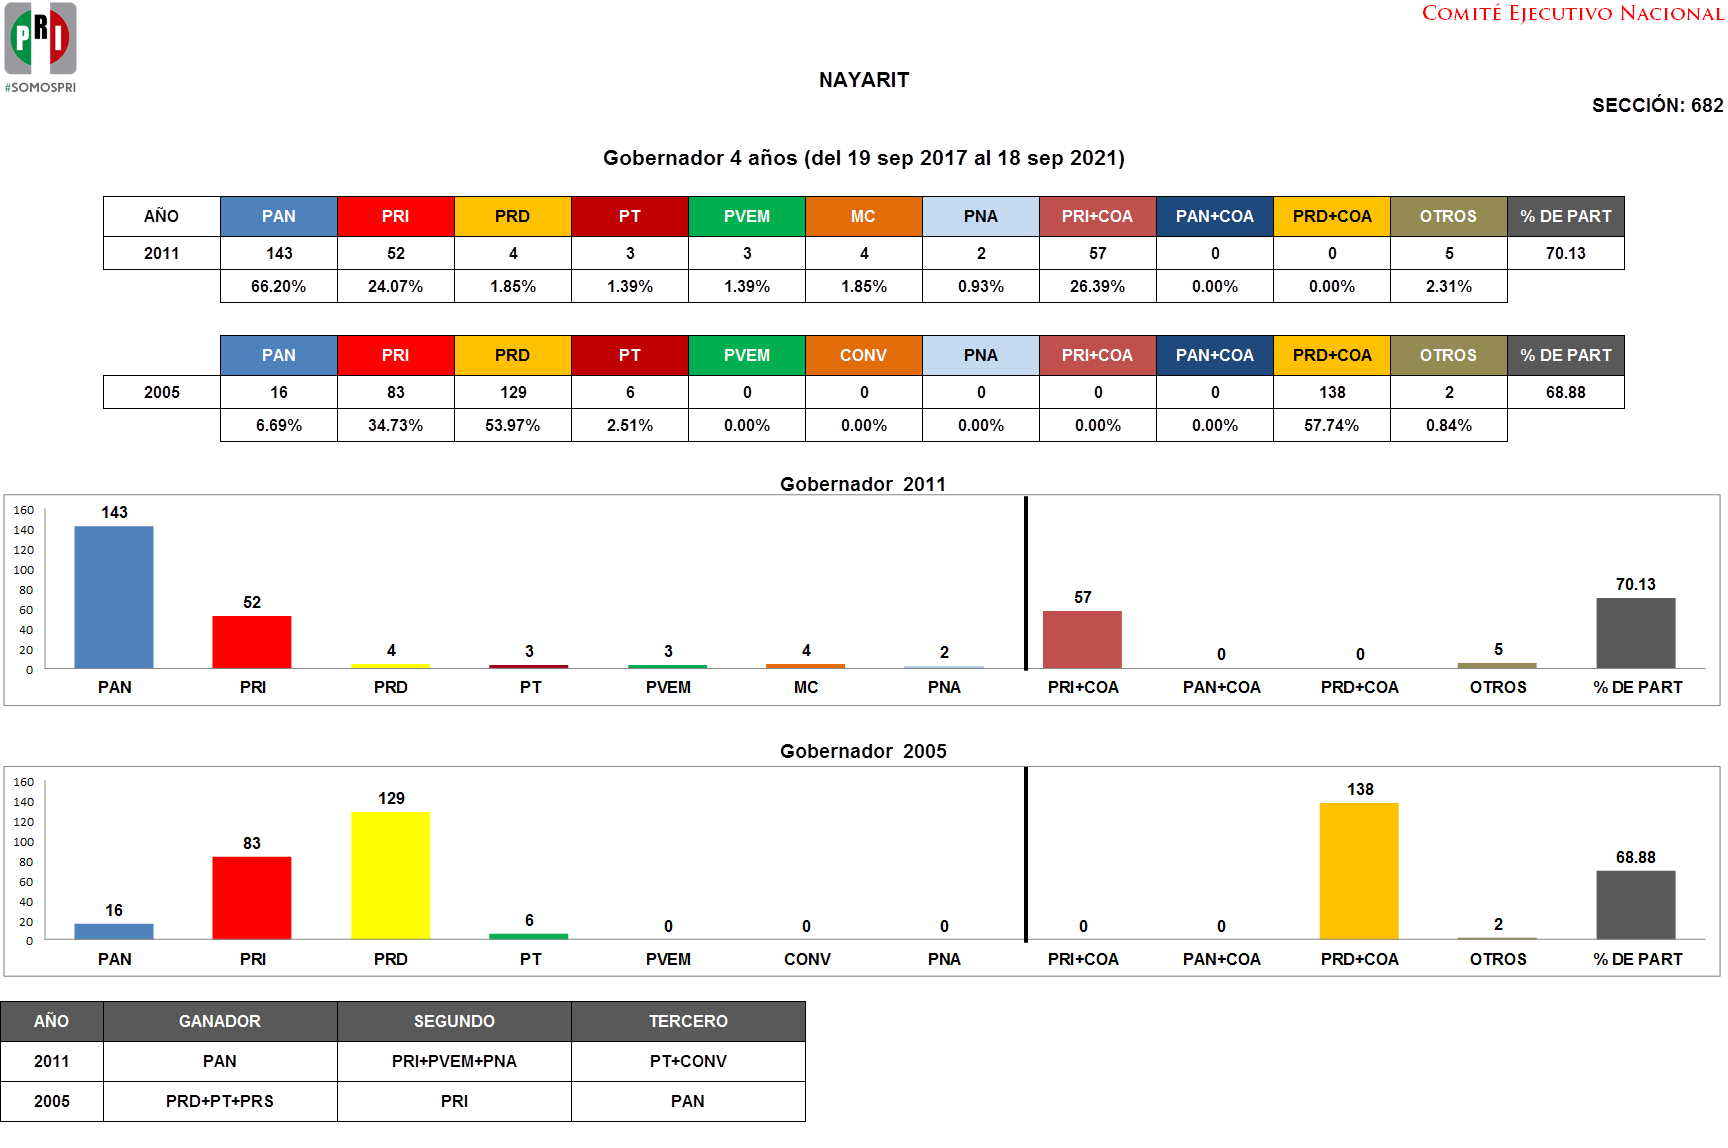 PRI
#SOMOSPRI
COMITÉ EJECUTIVO NACIONAL
NAYARIT
SECCIÓN: 682
Gobernador 4 años (del 19 sep 2017 al 18 sep 2021)
AÑO PAN PRI PRD PT PVEM MC PNA PRI+COA PAN+COA PRD+COA OTROS % DE PART
2011 143 52 4 3 3 4 2 57 0 0 5 70.13
66.20% 24.07% 1.85% 1.39% 1.39% 1.85% 0.93% 26.39% 0.00% 0.00% 2.31%
PAN PRI PRD PT PVEM CONV PNA PRI+COA PAN+COA PRD+COA OTROS % DE PART
2005 16 83 129 6 0 0 0 0 0 138 2 68.88
6.69% 34.73% 53.97% 2.51% 0.00% 0.00% 0.00% 0.00% 0.00% 57.74% 0.84%
Gobernador 2011
160
140
120
100
80
60
40
20
0
143 52 4 3 3 4 2 57 0 0 5 70.13
PAN PRI PRD PT PVEM MC PNA PRI+COA PAN+COA PRD+COA OTROS % DE PART
Gobernador 2005
160
140
120
100
80
60
40
20
0
16 83 129 6 0 0 0 0 0 138 2 68.88
PAN PRI PRD PT PVEM CONV PNA PRI+COA PAN+COA PRD+COA OTROS % DE PART
AÑO GANADOR SEGUNDO TERCERO
2011 PAN PRI+PVEM+PNA PT+CONV
2005 PRD+PT+PRS PRI PAN